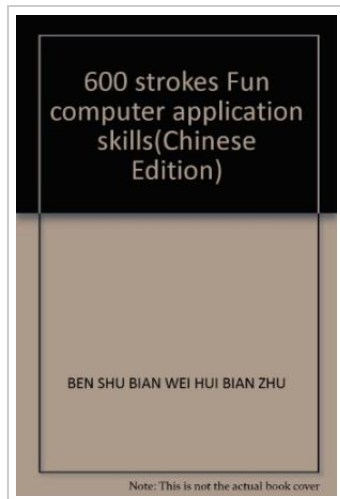 600 strokes Fun
computer application
skills(Chinese
Edition)
BEN SHU BIAN WEI HUI BIAN ZHU
Note: This is not the actual book cover